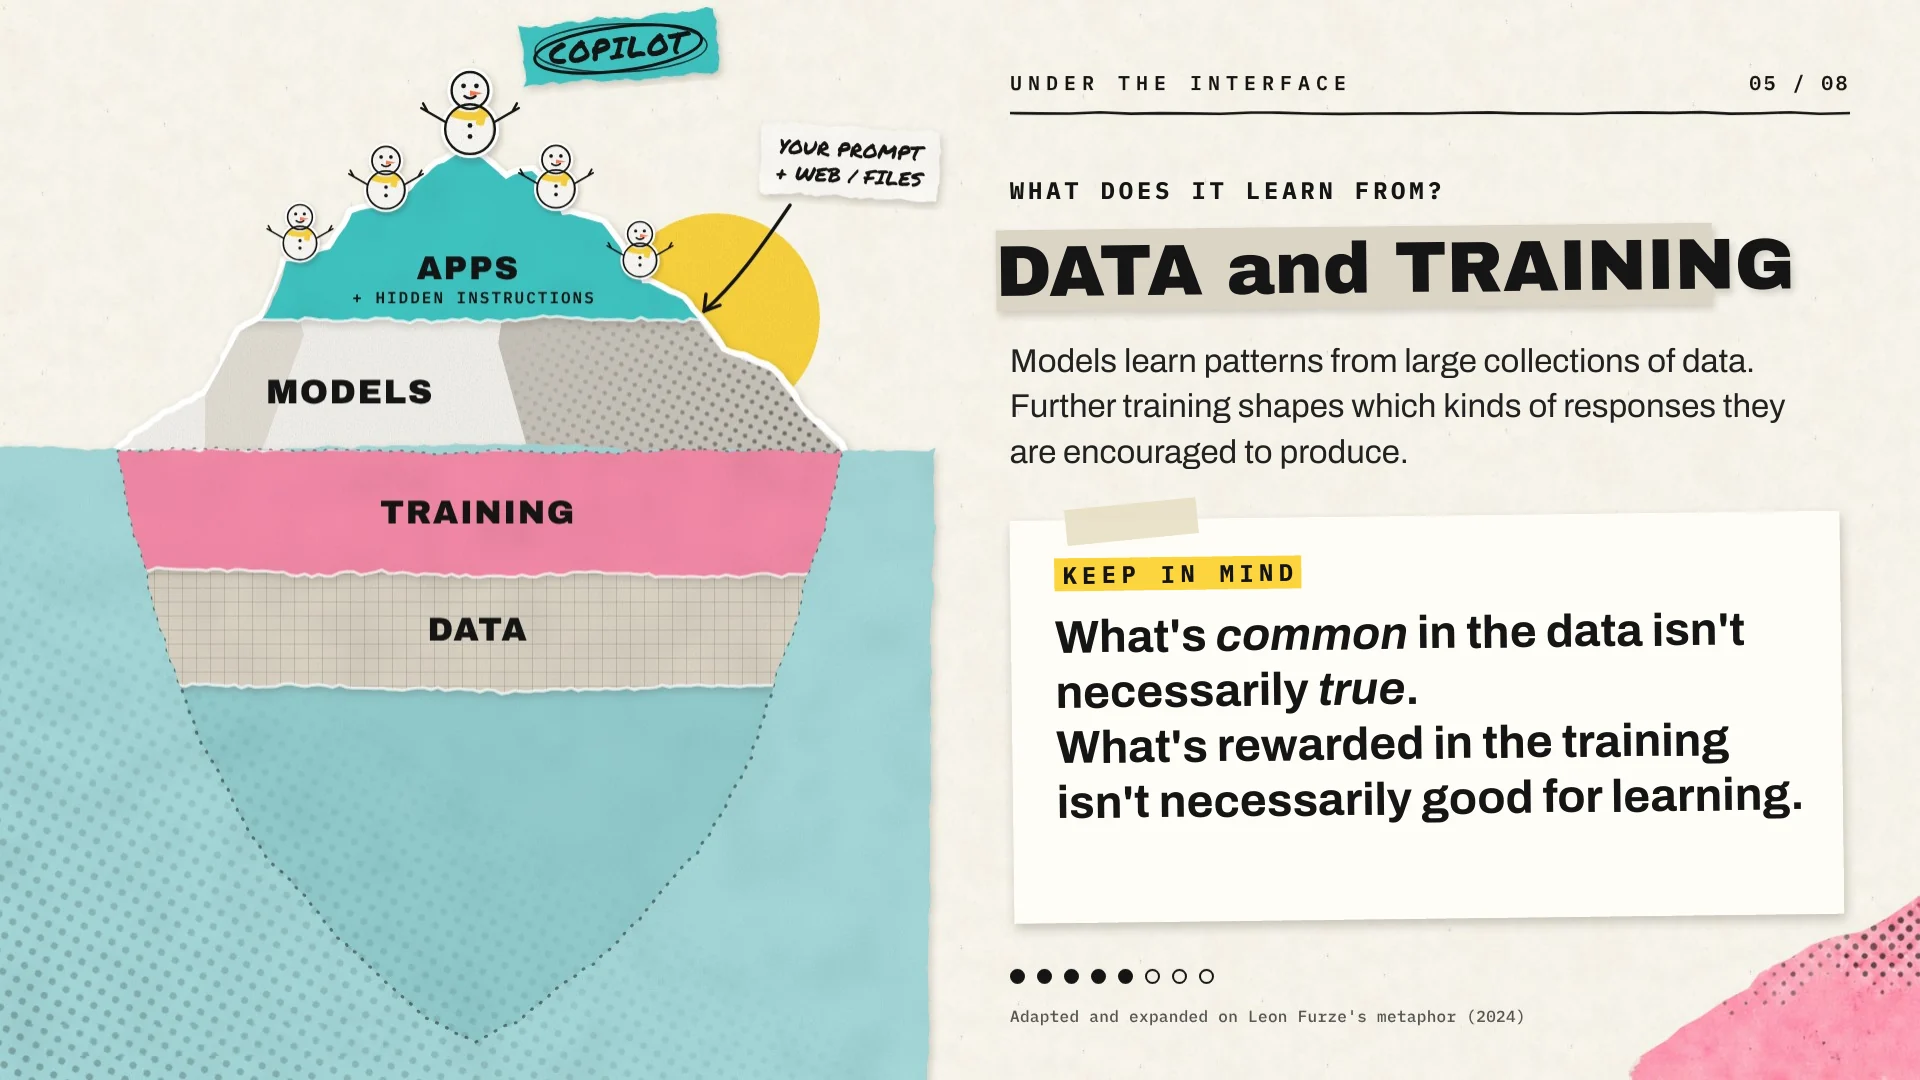 COPILOT
YOUR PROMPT
+ WEB / FILES
APPS
+ HIDDEN INSTRUCTIONS
MODELS
TRAINING
DATA
UNDER THE INTERFACE
05 / 08
WHAT DOES IT LEARN FROM?
DATA and TRAINING
Models learn patterns from large collections of data.
Further training shapes which kinds of responses they
are encouraged to produce.
KEEP IN MIND
What's common in the data isn't
necessarily true.
What's rewarded in the training
isn't necessarily good for learning.
Adapted and expanded on Leon Furze's metaphor (2024)